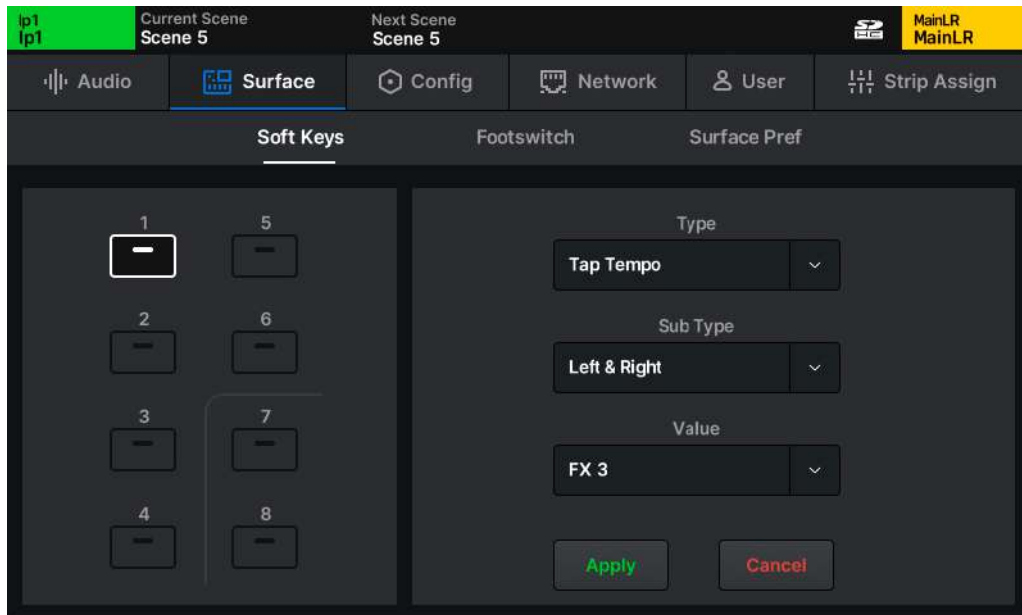 Ip1
Ip1
Current Scene
Scene 5
Next Scene
Scene 5
MainLR
MainLR
Audio
Surface
Config
Network
User
Strip Assign
Soft Keys
Footswitch
Surface Pref
1
5
2
6
3
7
4
8
Type
Tap Tempo
Sub Type
Left & Right
Value
FX 3
Apply
Cancel